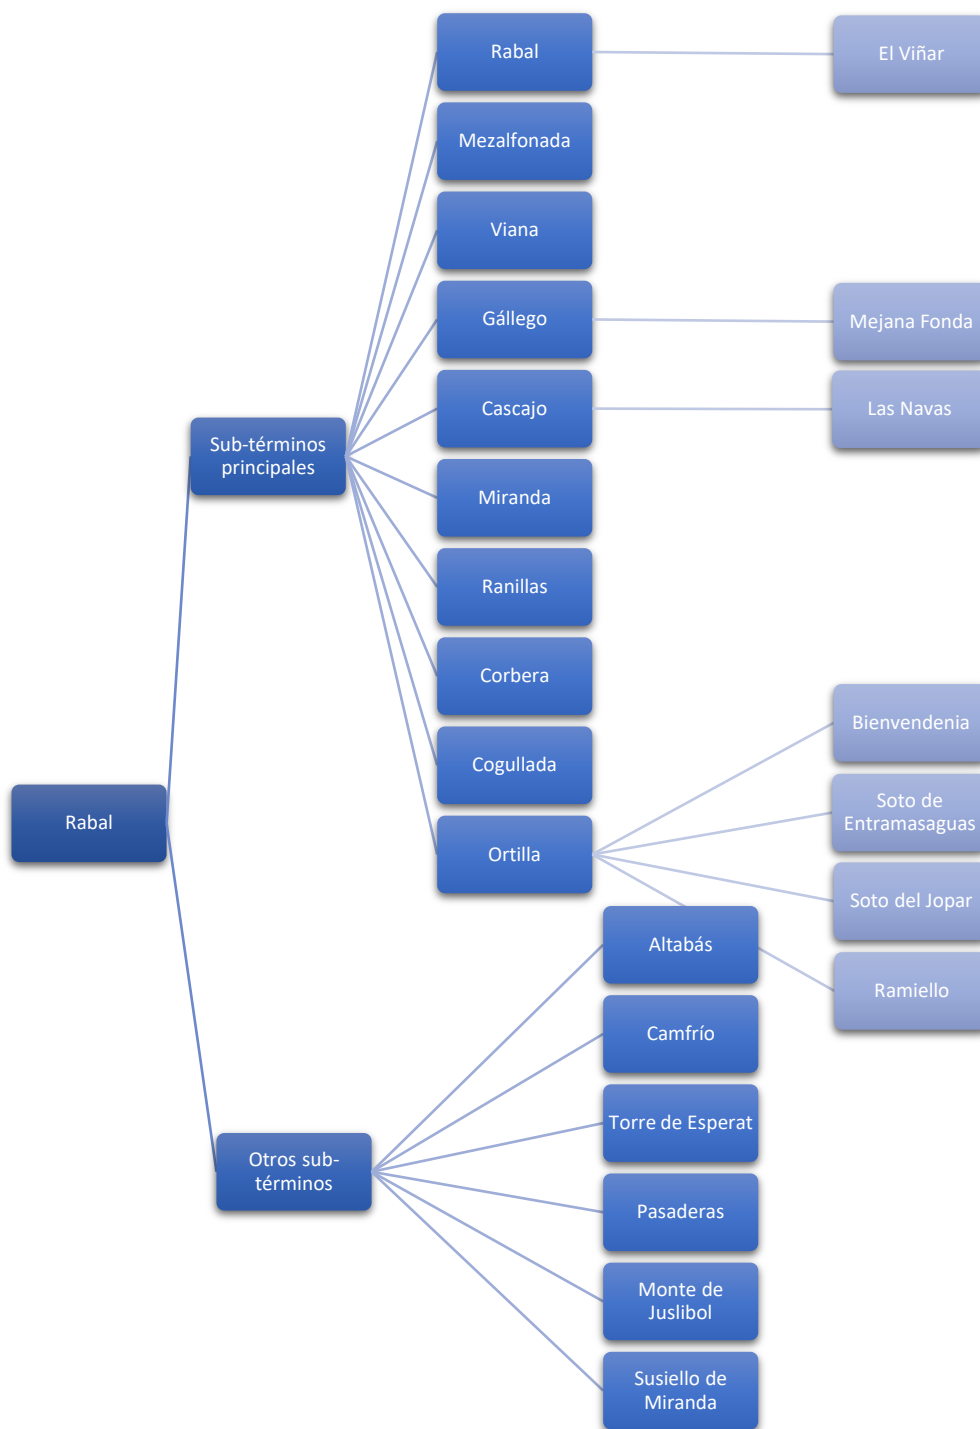 Rabal
El Viñar
Mezalfonada
Viana
Gállego
Mejana Fonda
Cascajo
Las Navas
Sub-términos
principales
Miranda
Ranillas
Corbera
Bienvendenia
Cogullada
Soto de
Entramasaguas
Rabal
Ortilla
Soto del Jopar
Altabás
Ramiello
Camfrío
Torre de Esperat
Otros sub-
términos
Pasaderas
Monte de
Juslibol
Susiello de
Miranda